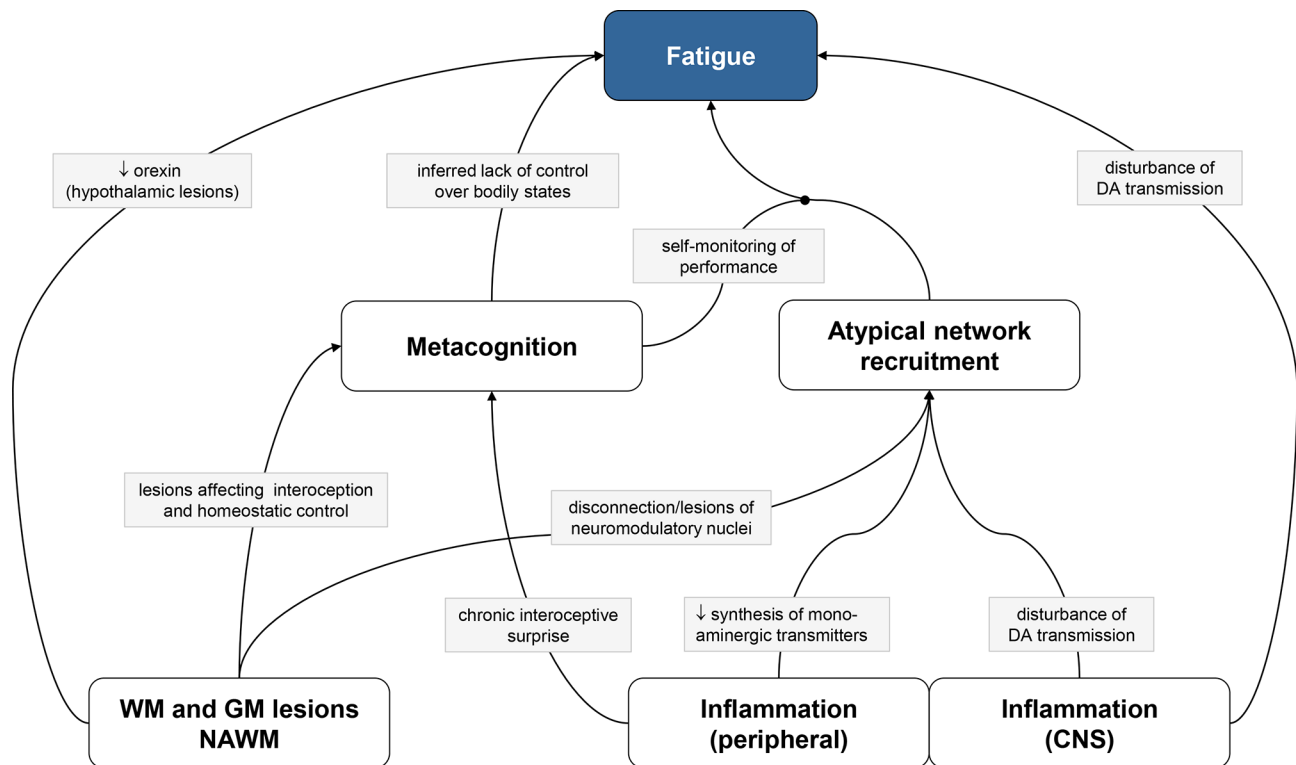 Fatigue
↓ orexin
(hypothalamic lesions)
inferred lack of control
over bodily states
disturbance of
DA transmission
self-monitoring of
performance
Metacognition
Atypical network
recruitment
lesions affecting interoception
and homeostatic control
disconnection/lesions of
neuromodulatory nuclei
chronic interoceptive
surprise
↓ synthesis of mono-
aminergic transmitters
disturbance of
DA transmission
WM and GM lesions
NAWM
Inflammation
(peripheral)
Inflammation
(CNS)